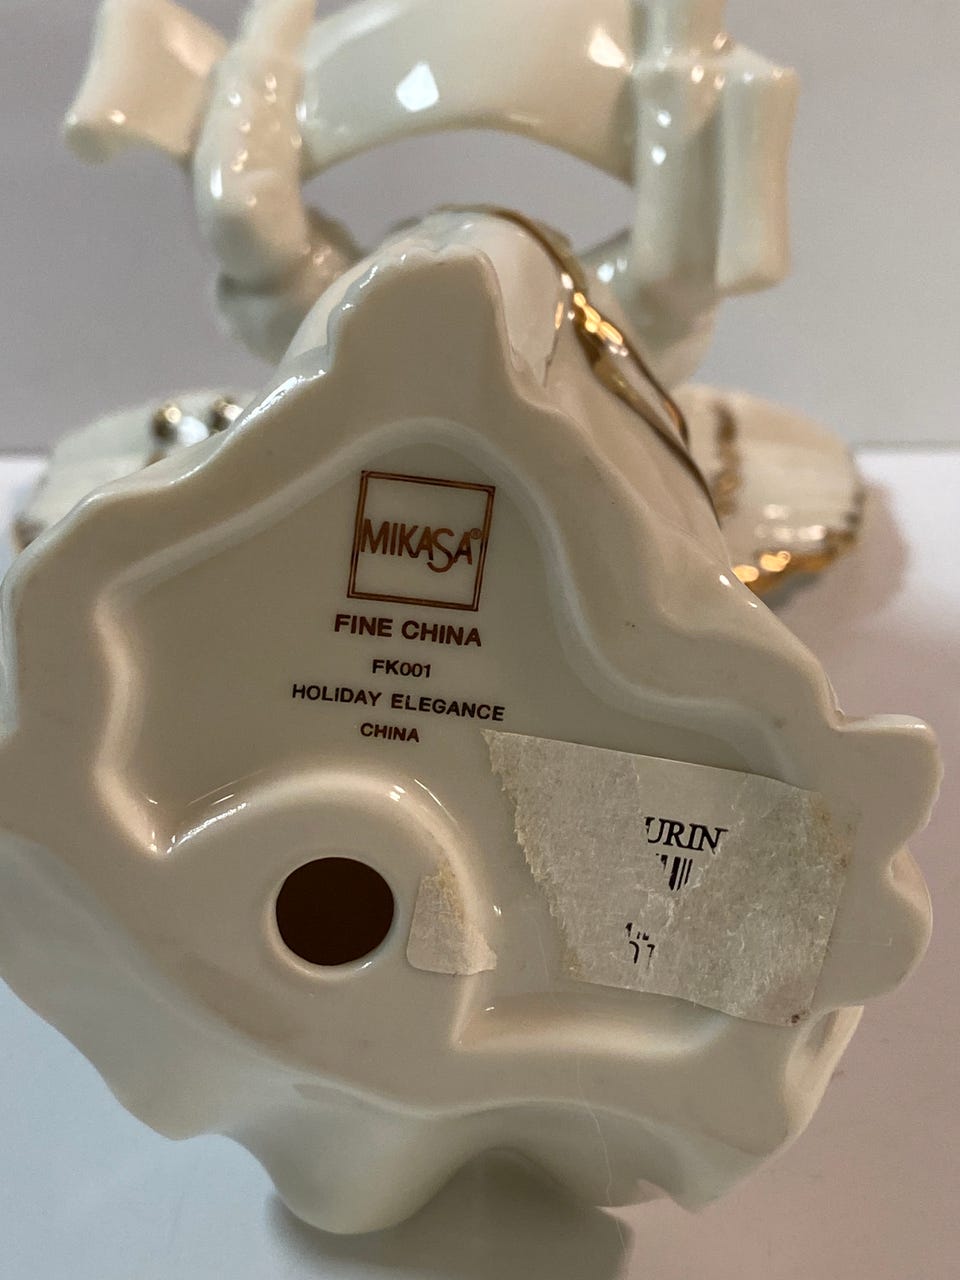 MIKASA®
FINE CHINA
FK001
HOLIDAY ELEGANCE
CHINA
URIN